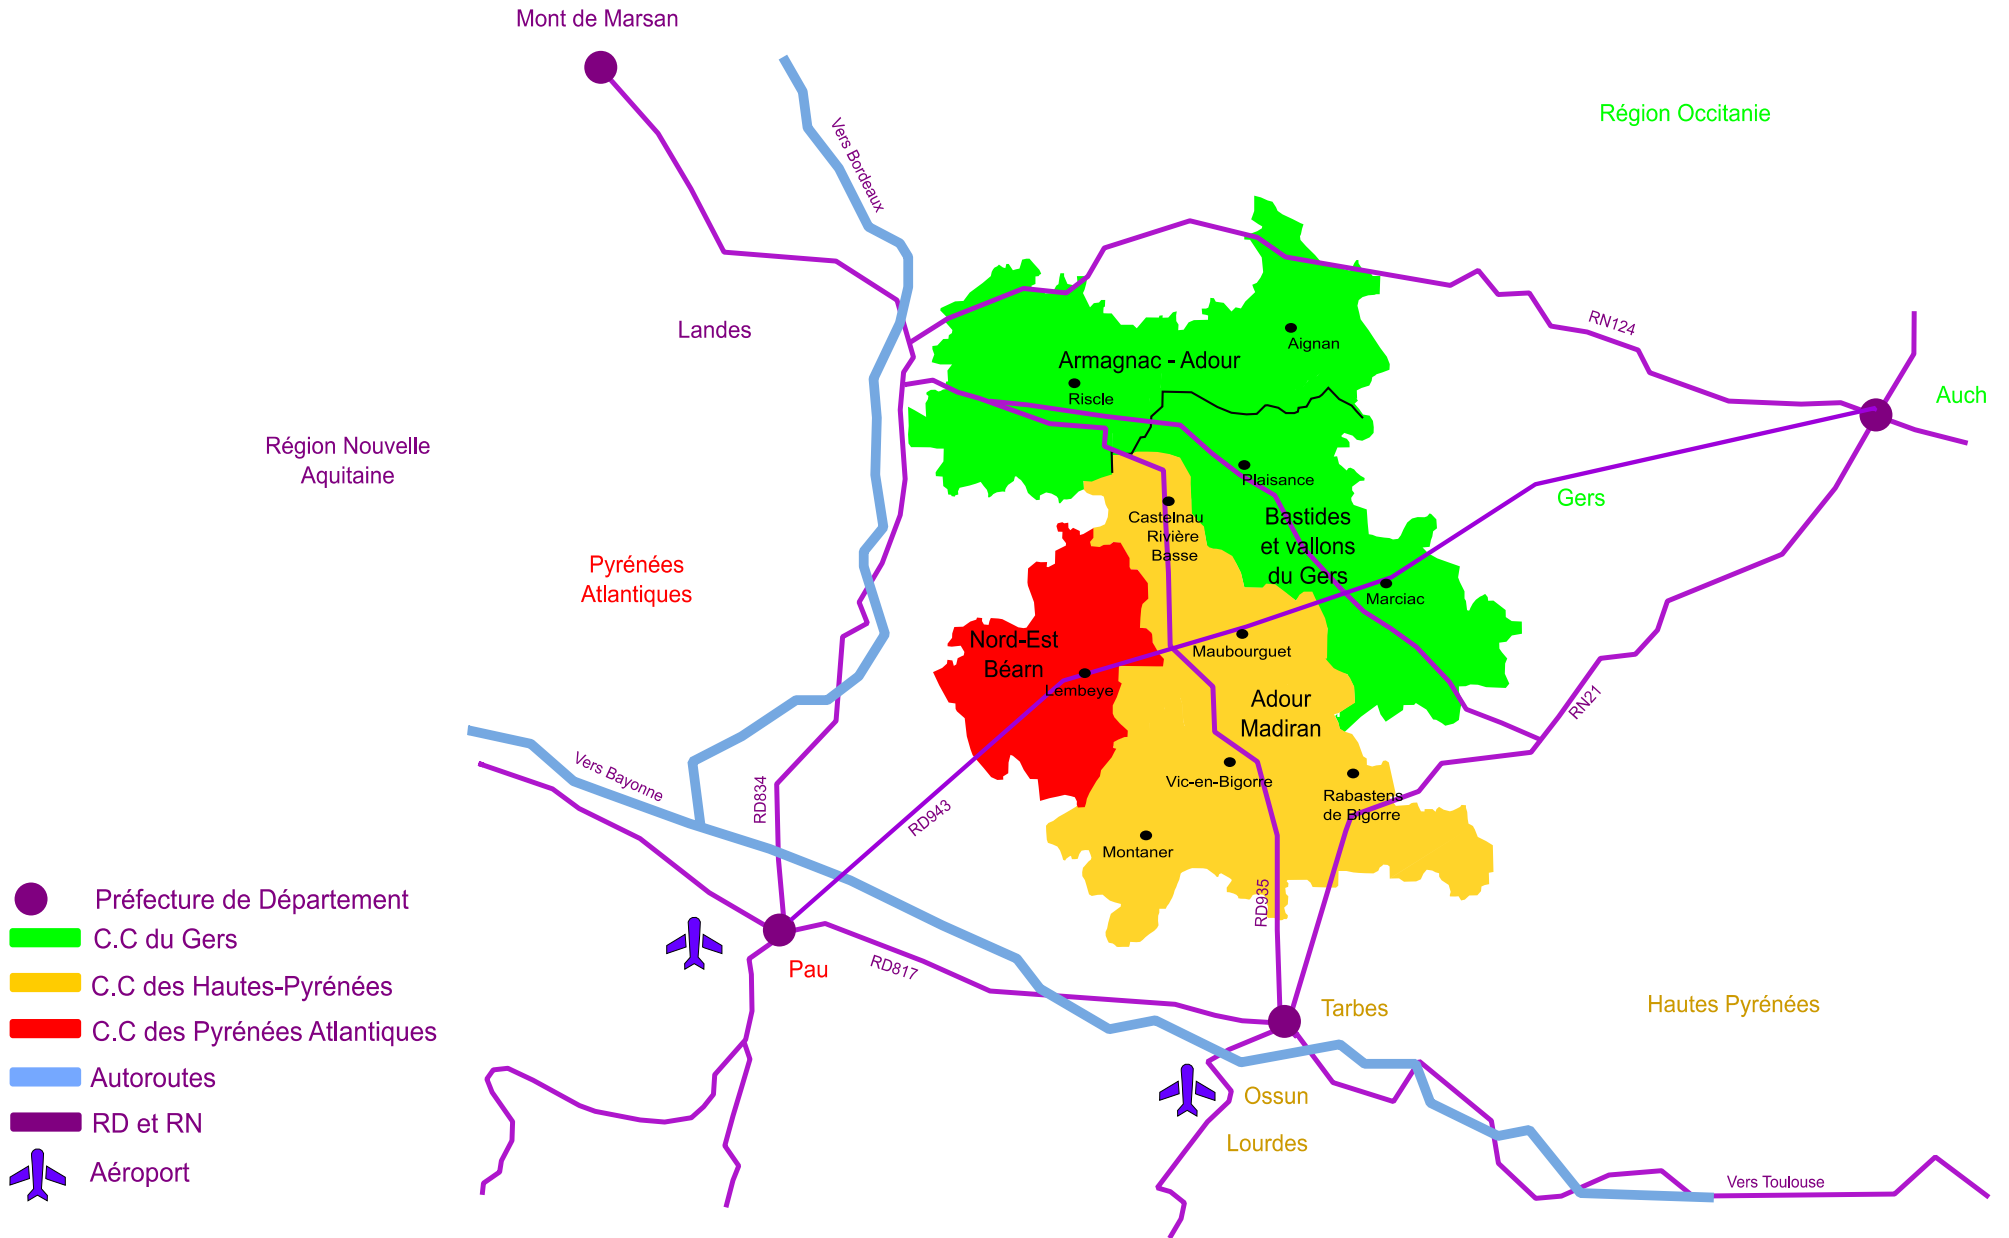 Mont de Marsan
Région Occitanie
Vers Bordeaux
Landes
RN124
Aignan
Armagnac - Adour
Riscle
Auch
Région Nouvelle
Aquitaine
Plaisance
Gers
Castelnau
Rivière
Basse
Bastides
et vallons
du Gers
Pyrénées
Atlantiques
Marciac
Nord-Est
Béarn
Maubourguet
Lembeye
Adour
Madiran
RN21
Vers Bayonne
Vic-en-Bigorre
RD834
RD943
Rabastens
de Bigorre
Montaner
RD935
Préfecture de Département
C.C du Gers
C.C des Hautes-Pyrénées
C.C des Pyrénées Atlantiques
Autoroutes
RD et RN
Aéroport
Pau
RD817
Tarbes
Hautes Pyrénées
Ossun
Lourdes
Vers Toulouse